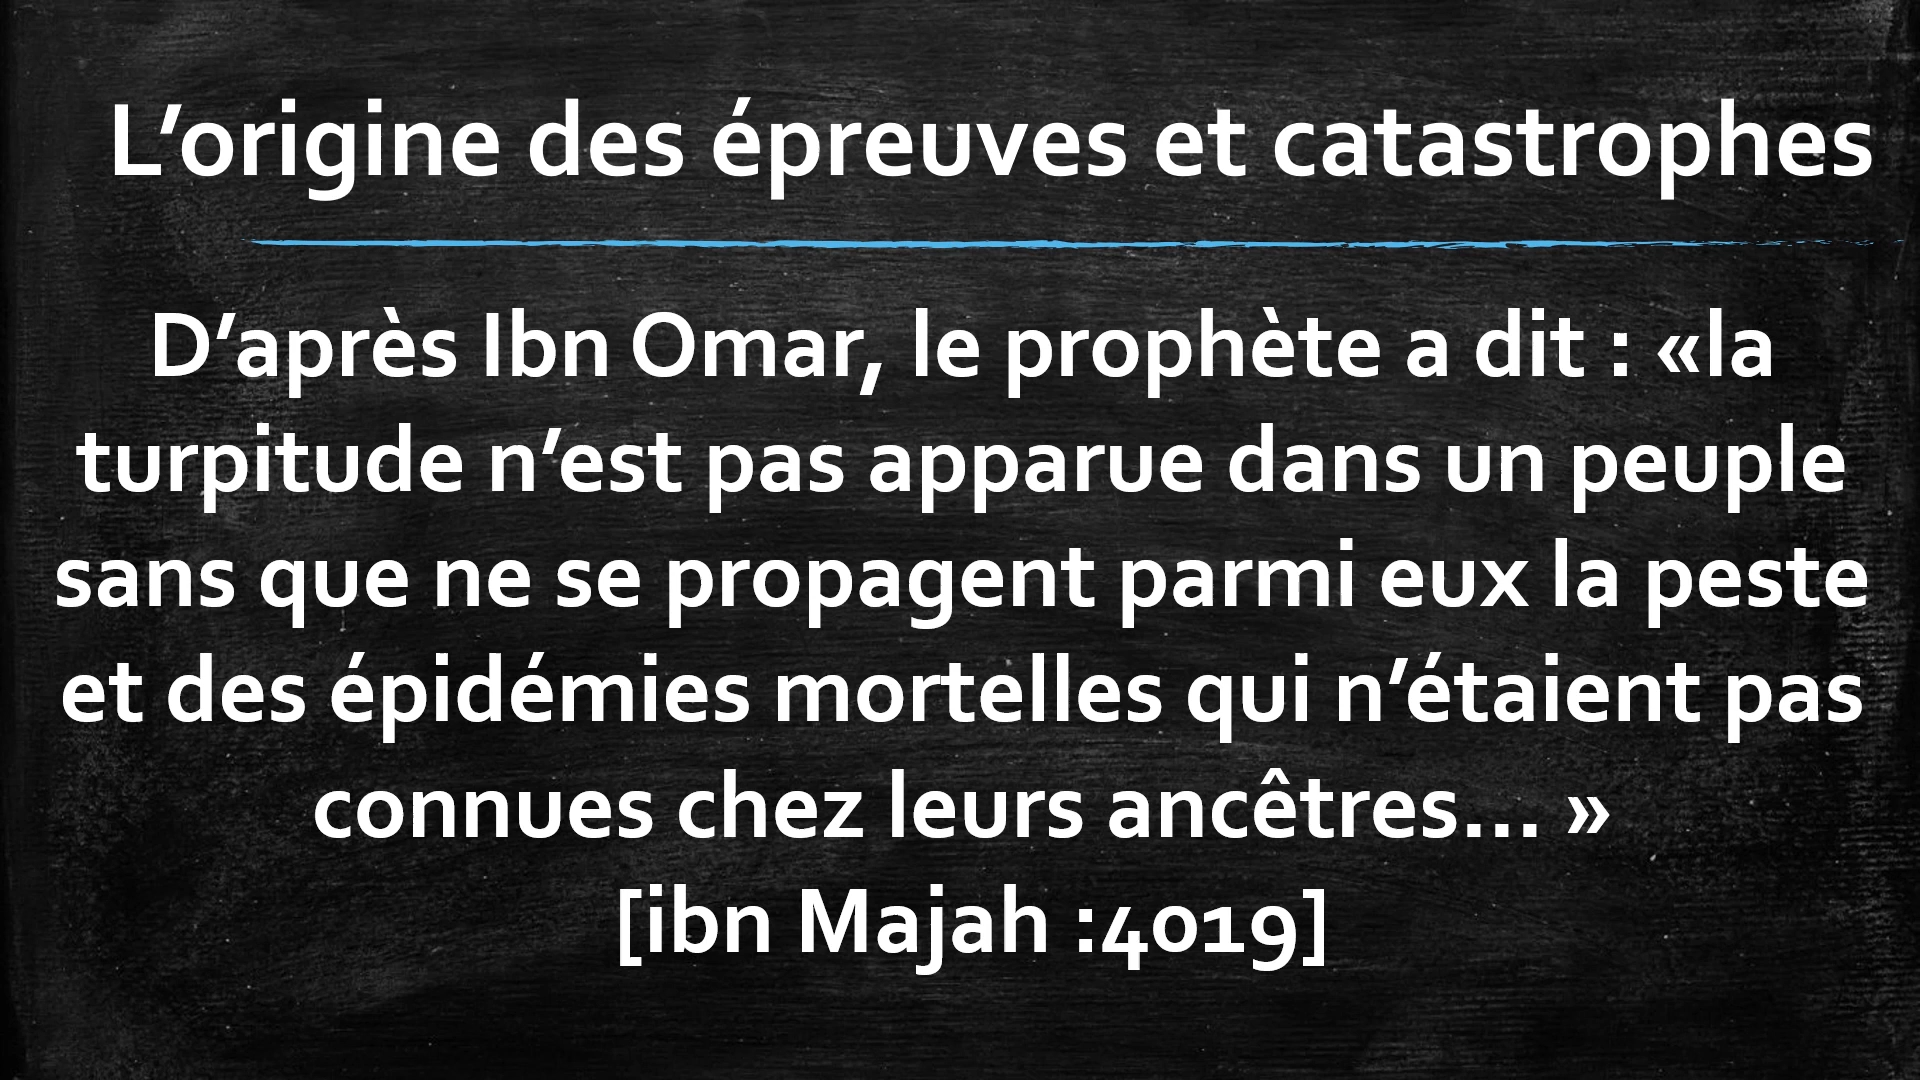 L’origine des épreuves et catastrophes
D’après Ibn Omar, le prophète a dit : «la
turpitude n’est pas apparue dans un peuple
sans que ne se propagent parmi eux la peste
et des épidémies mortelles qui n’étaient pas
connues chez leurs ancêtres… »
[ibn Majah :4019]